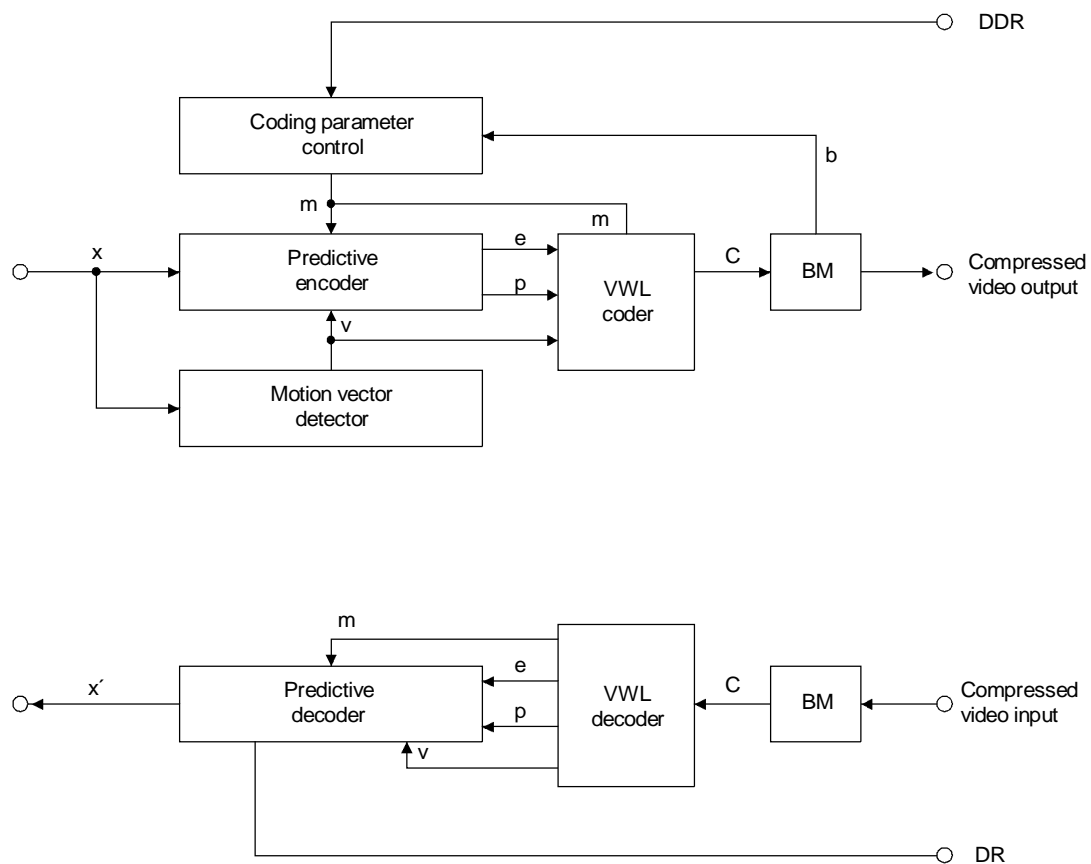 DDR
Coding parameter
control
b
m
m
x
Predictive
encoder
e
p
VWL
coder
C
BM
Compressed
video output
v
Motion vector
detector
m
x´
Predictive
decoder
e
p
v
VWL
decoder
C
BM
Compressed
video input
DR